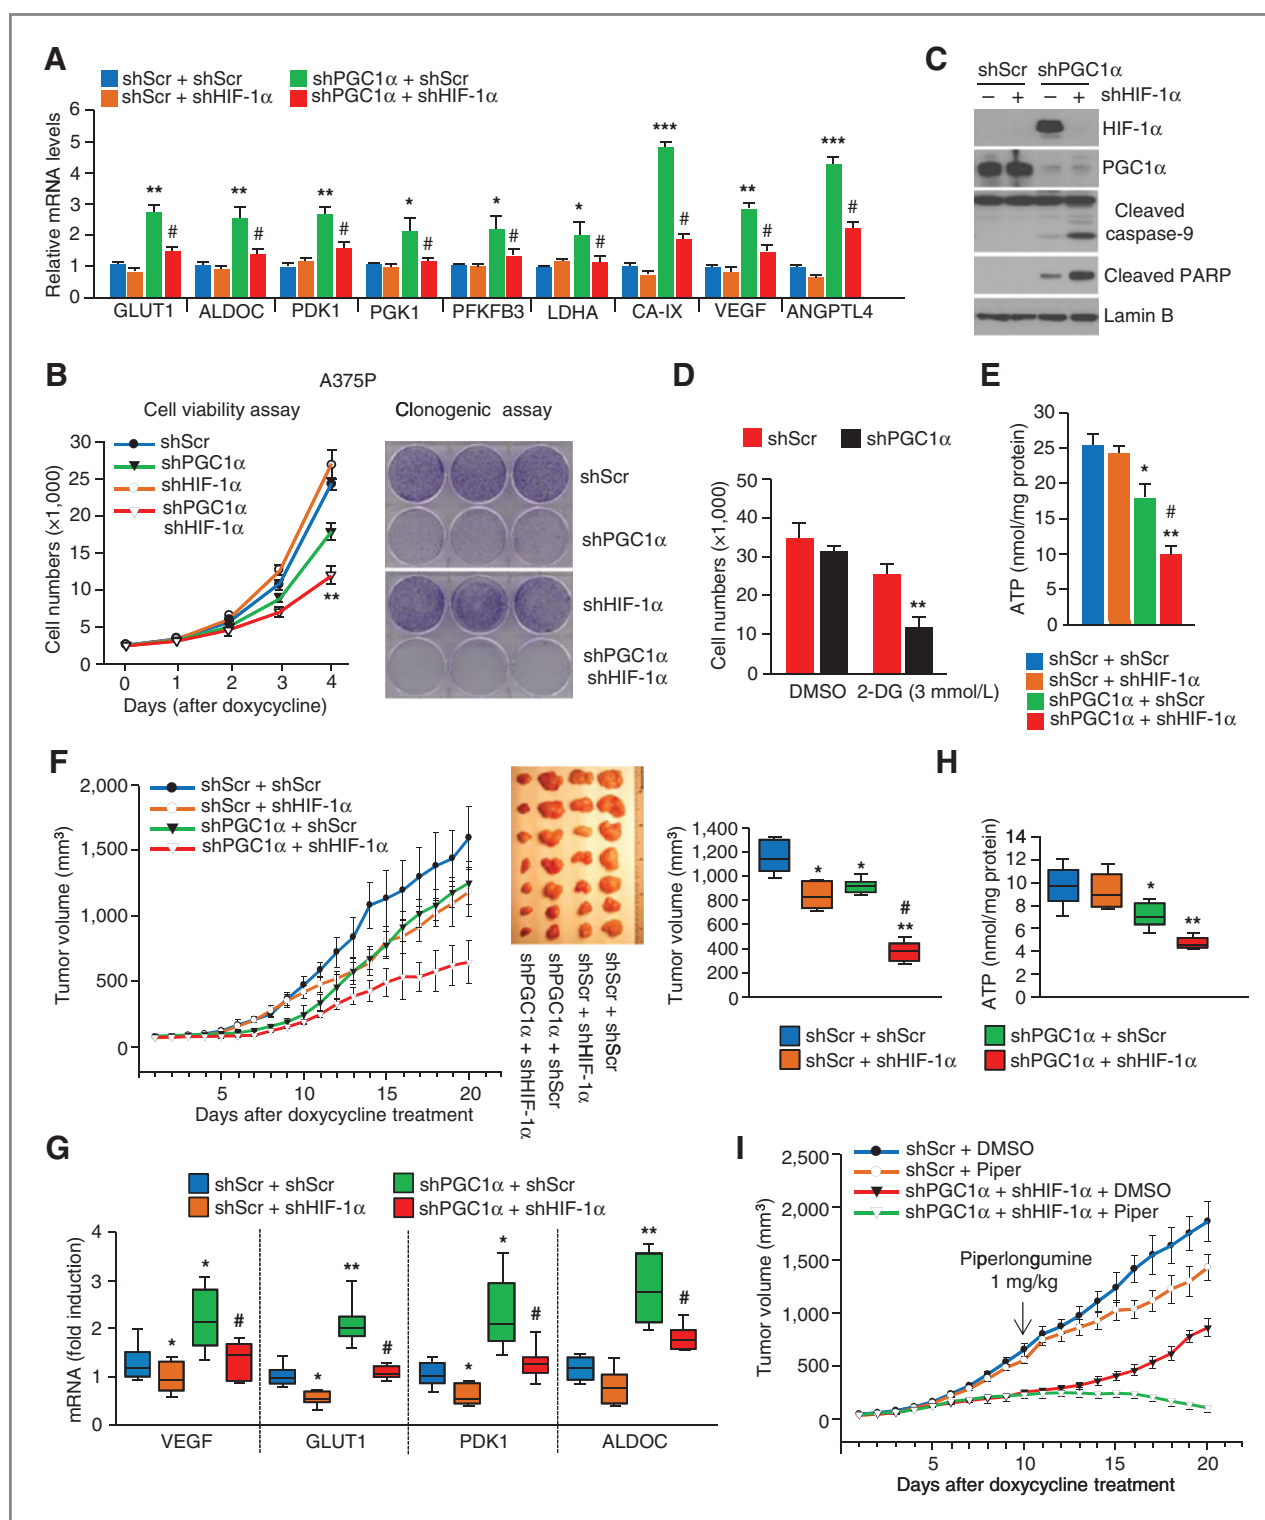 A
shScr + shScr
shPGC1α + shScr
shScr + shHIF-1α
shPGC1α + shHIF-1α
Relative mRNA levels
6
5
4
3
2
1
0
** ** ** * * * *** ** ***
# # # # # # # # #
GLUT1 ALDOC PDK1 PGK1 PFKFB3 LDHA CA-IX VEGF ANGPTL4
C
shScr shPGC1α
− + − + shHIF-1α
HIF-1α
PGC1α
Cleaved
caspase-9
Cleaved PARP
Lamin B
B
A375P
Cell viability assay
shScr
shPGC1α
shHIF-1α
shPGC1α
shHIF-1α
Cell numbers (×1,000)
30
25
20
15
10
5
0
**
0 1 2 3 4
Days (after doxycycline)
Clonogenic assay
shScr
shPGC1α
shHIF-1α
shPGC1α
shHIF-1α
D
shScr shPGC1α
Cell numbers (×1,000)
50
40
30
20
10
0
**
DMSO 2-DG (3 mmol/L)
E
ATP (nmol/mg protein)
30
25
20
15
10
5
0
*
#
**
shScr + shScr
shScr + shHIF-1α
shPGC1α + shScr
shPGC1α + shHIF-1α
F
shScr + shScr
shScr + shHIF-1α
shPGC1α + shScr
shPGC1α + shHIF-1α
Tumor volume (mm³)
2,000
1,500
1,000
500
0
5 10 15 20
Days after doxycycline treatment
shPGC1α + shHIF-1α
shPGC1α + shScr
shScr + shHIF-1α
shScr + shScr
Tumor volume (mm³)
1,400
1,200
1,000
800
600
400
200
0
* *
#
**
H
ATP (nmol/mg protein)
14
12
10
8
6
4
2
0
*
**
shScr + shScr
shScr + shHIF-1α
shPGC1α + shScr
shPGC1α + shHIF-1α
G
shScr + shScr
shPGC1α + shScr
shScr + shHIF-1α
shPGC1α + shHIF-1α
mRNA (fold induction)
4
3
2
1
0
* * #
* ** #
* * #
** #
VEGF GLUT1 PDK1 ALDOC
I
shScr + DMSO
shScr + Piper
shPGC1α + shHIF-1α + DMSO
shPGC1α + shHIF-1α + Piper
Tumor volume (mm³)
2,500
2,000
1,500
1,000
500
0
Piperlongumine
1 mg/kg
5 10 15 20
Days after doxycycline treatment